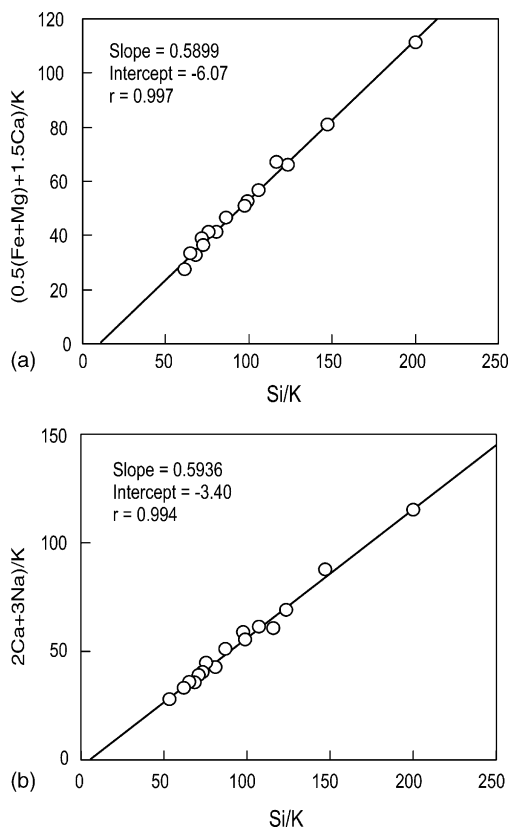 120
Slope = 0.5899
Intercept = -6.07
r = 0.997
100
80
60
40
20
0
(0.5(Fe+Mg)+1.5Ca)/K
(a)
0 50 100 150 200 250
Si/K
150
Slope = 0.5936
Intercept = -3.40
r = 0.994
100
50
0
2Ca+3Na)/K
(b)
0 50 100 150 200 250
Si/K